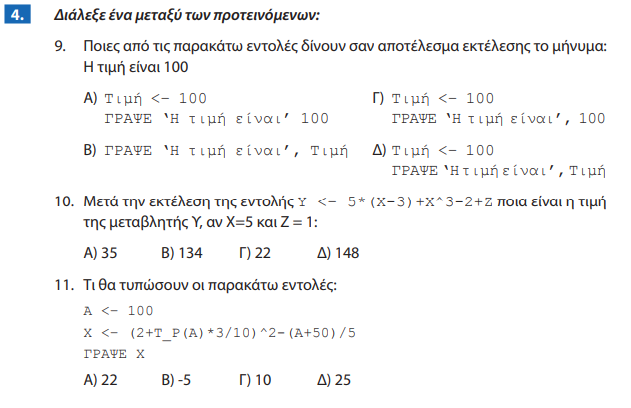 4. Διάλεξε ένα μεταξύ των προτεινόμενων:
9. Ποιες από τις παρακάτω εντολές δίνουν σαν αποτέλεσμα εκτέλεσης το μήνυμα:
Η τιμή είναι 100
Α) Τιμή <- 100
ΓΡΑΨΕ ‘Η τιμή είναι’ 100
Γ) Τιμή <- 100
ΓΡΑΨΕ ‘Η τιμή είναι’, 100
Β) ΓΡΑΨΕ ‘Η τιμή είναι’, Τιμή
Δ) Τιμή <- 100
ΓΡΑΨΕ ‘Η τιμή είναι’, Τιμή
10. Μετά την εκτέλεση της εντολής Y <- 5*(X-3)+X^3-2+Z ποια είναι η τιμή
της μεταβλητής Υ, αν Χ=5 και Ζ = 1:
Α) 35 Β) 134 Γ) 22 Δ) 148
11. Τι θα τυπώσουν οι παρακάτω εντολές:
Α <- 100
Χ <- (2+Τ_Ρ(Α)*3/10)^2-(Α+50)/5
ΓΡΑΨΕ Χ
Α) 22 Β) -5 Γ) 10 Δ) 25